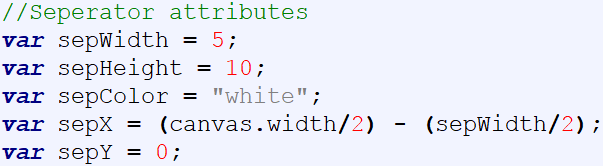 //Seperator attributes
var sepWidth = 5;
var sepHeight = 10;
var sepColor = "white";
var sepX = (canvas.width/2) - (sepWidth/2);
var sepY = 0;